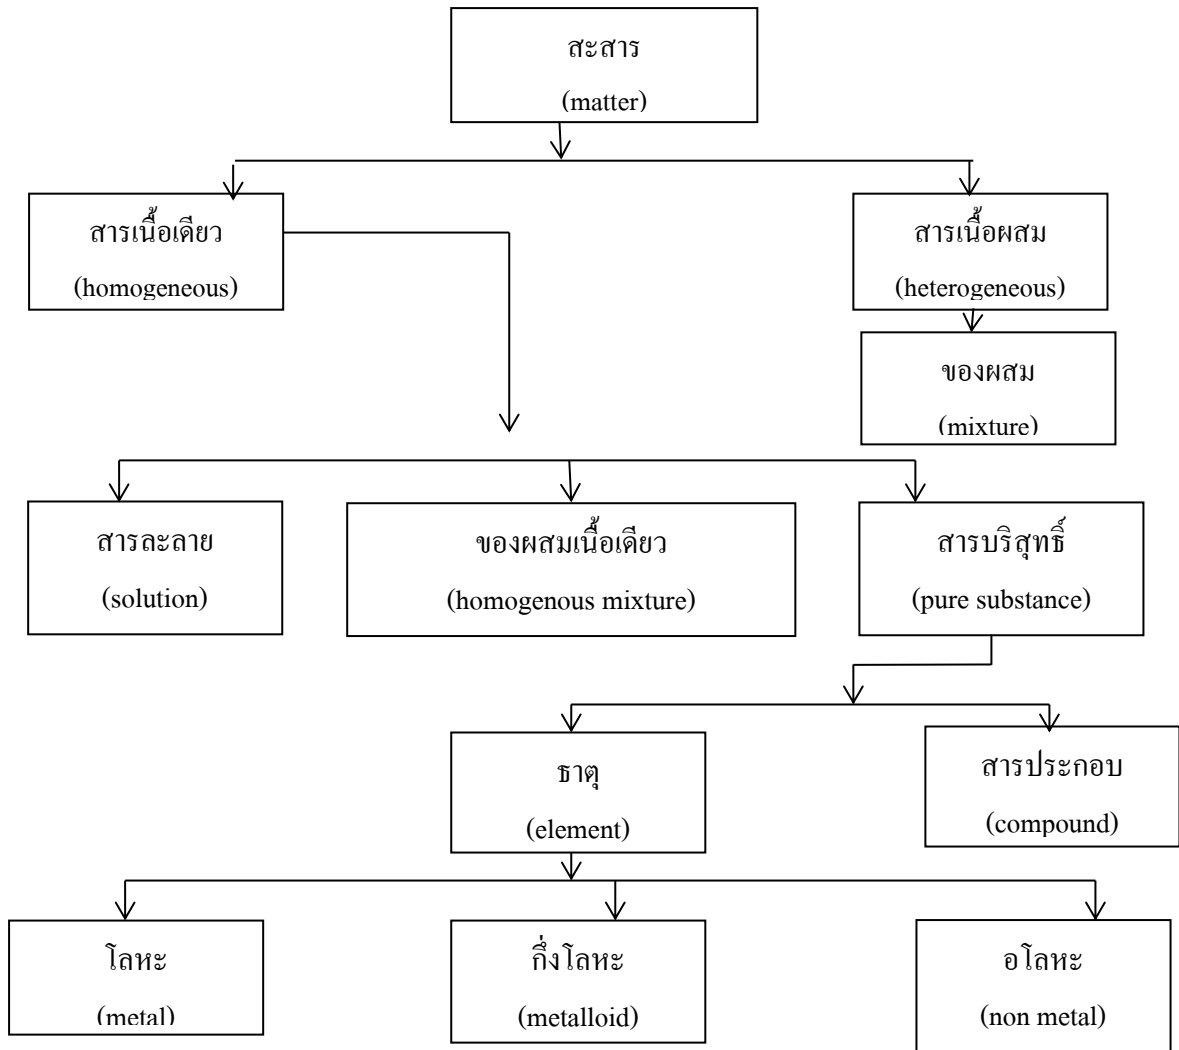 สะสาร
(matter)
สารเนื้อเดียว
(homogeneous)
สารเนื้อผสม
(heterogeneous)
ของผสม
(mixture)
สารละลาย
(solution)
ของผสมเนื้อเดียว
(homogenous mixture)
สารบริสุทธิ์
(pure substance)
ธาตุ
(element)
สารประกอบ
(compound)
โลหะ
(metal)
กึ่งโลหะ
(metalloid)
อโลหะ
(non metal)